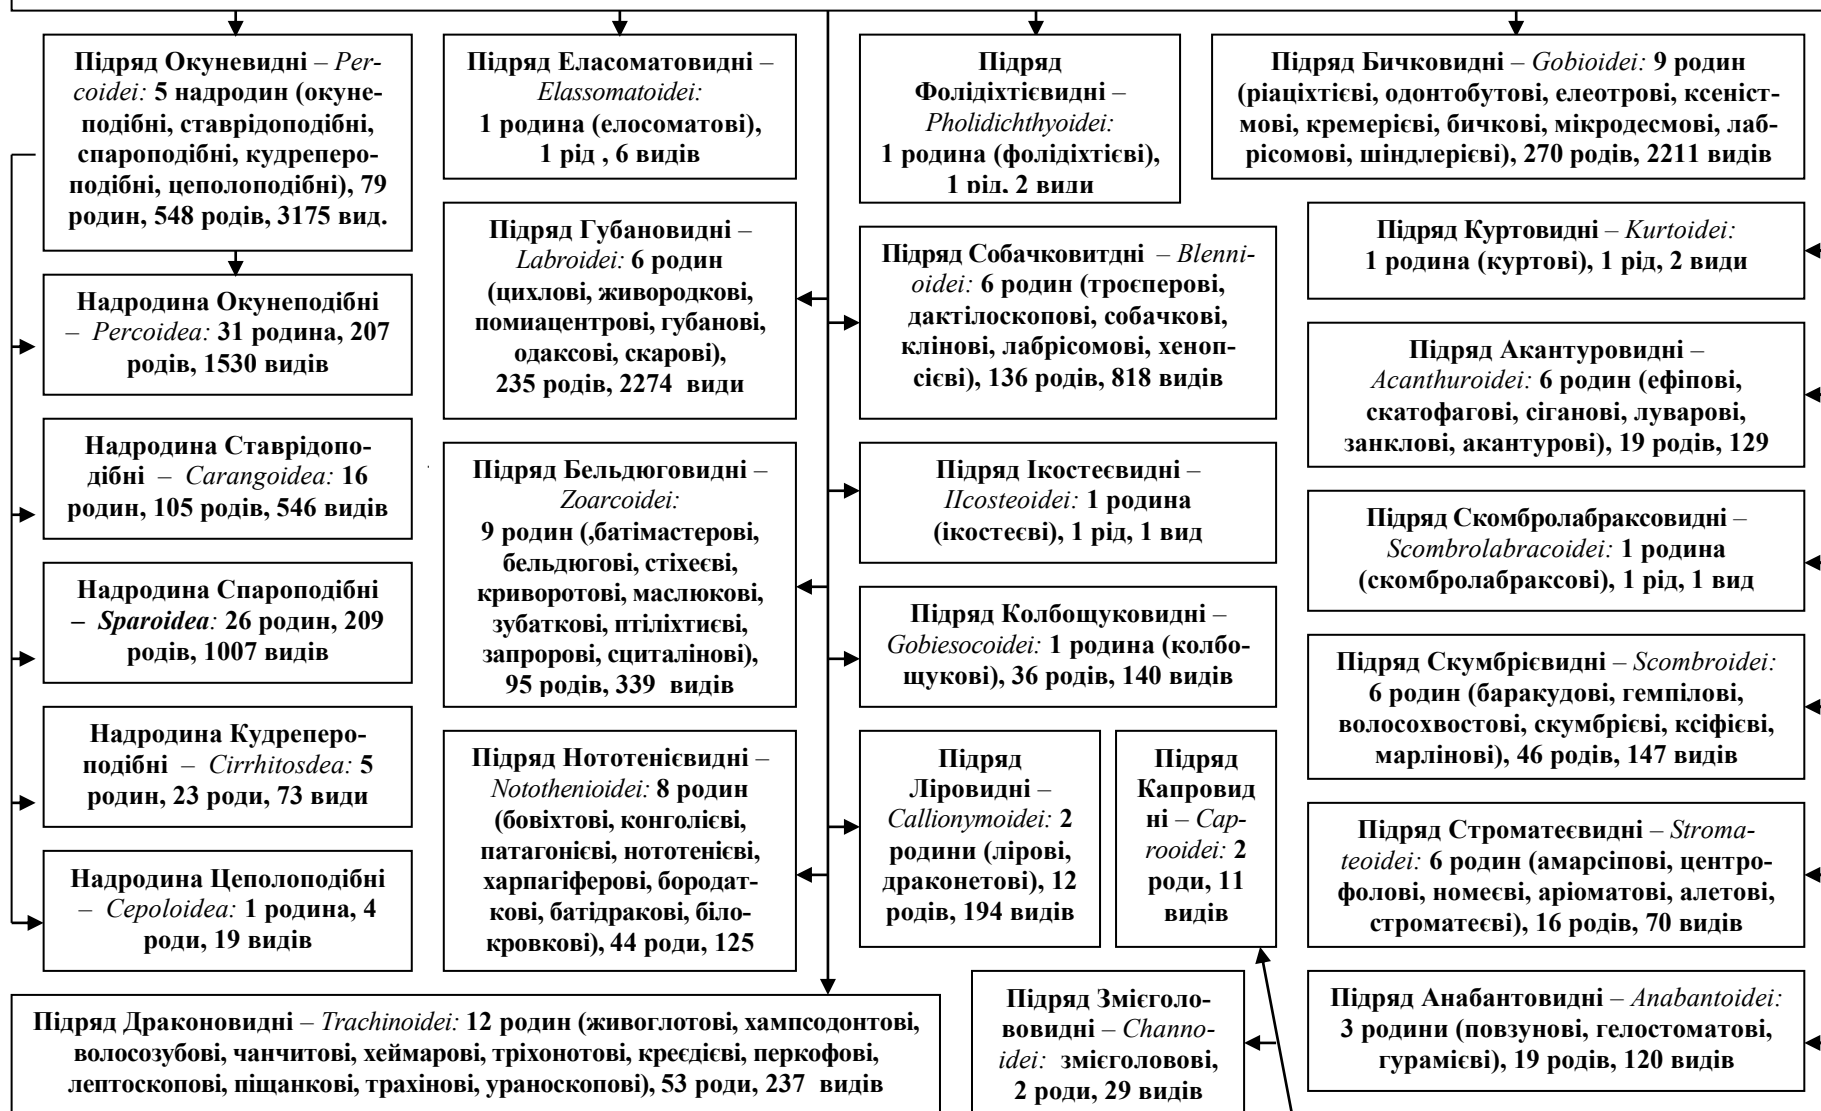 Підряд Окуневидні – Per-
coidei: 5 надродин (окуне-
подібні, ставрідоподібні,
спароподібні, кудреперо-
подібні, цеполоподібні), 79
родин, 548 родів, 3175 вид.
Надродина Окунеподібні
– Percoidea: 31 родина, 207
родів, 1530 видів
Надродина Ставрідопо-
дібні – Carangoidea: 16
родин, 105 родів, 546 видів
Надродина Спароподібні
– Sparoidea: 26 родин, 209
родів, 1007 видів
Надродина Кудреперо-
подібні – Cirrhitosdea: 5
родин, 23 роди, 73 види
Надродина Цеполоподібні
– Cepoloidea: 1 родина, 4
роди, 19 видів
Підряд Еласоматовидні –
Elassomatoidei:
1 родина (елосоматові),
1 рід , 6 видів
Підряд Губановидні –
Labroidei: 6 родин
(цихлові, живородкові,
помиацентрові, губанові,
одаксові, скарові),
235 родів, 2274 види
Підряд Бельдюговидні –
Zoarcoidei:
9 родин (,батімастерові,
бельдюгові, стіхеєві,
криворотові, маслюкові,
зубаткові, птіліхтиєві,
запророві, сциталінові),
95 родів, 339 видів
Підряд Нототенієвидні –
Notothenioidei: 8 родин
(бовіхтові, конголієві,
патагонієві, нототенієві,
харпагіферові, бородат-
кові, батідракові, біло-
кровкові), 44 роди, 125
Підряд
Фолідіхтієвидні –
Pholidichthyoidei:
1 родина (фолідіхтієві),
1 рід, 2 види
Підряд Собачковитдні – Blenni-
oidei: 6 родин (троєперові,
дактілоскопові, собачкові,
клінові, лабрісомові, хеноп-
сієві), 136 родів, 818 видів
Підряд Ікостеєвидні –
IIcosteoidei: 1 родина
(ікостеєві), 1 рід, 1 вид
Підряд Колбощуковидні –
Gobiesocoidei: 1 родина (колбо-
щукові), 36 родів, 140 видів
Підряд
Ліровидні –
Callionymoidei: 2
родини (лірові,
драконетові), 12
родів, 194 видів
Підряд
Капровид
ні – Cap-
rooidei: 2
роди, 11
видів
Підряд Бичковидні – Gobioidei: 9 родин
(ріаціхтієві, одонтобутові, елеотрові, ксеніст-
мові, кремерієві, бичкові, мікродесмові, лаб-
рісомові, шіндлерієві), 270 родів, 2211 видів
Підряд Куртовидні – Kurtoidei:
1 родина (куртові), 1 рід, 2 види
Підряд Акантуровидні –
Acanthuroidei: 6 родин (ефіпові,
скатофагові, сіганові, луварові,
занклові, акантурові), 19 родів, 129
Підряд Скомбролабраксовидні –
Scombrolabracoidei: 1 родина
(скомбролабраксові), 1 рід, 1 вид
Підряд Скумбрієвидні – Scombroidei:
6 родин (баракудові, гемпілові,
волосохвостові, скумбрієві, ксіфієві,
марлінові), 46 родів, 147 видів
Підряд Строматеєвидні – Stroma-
teoidei: 6 родин (амарсіпові, центро-
фолові, номеєві, аріоматові, алетові,
строматеєві), 16 родів, 70 видів
Підряд Анабантовидні – Anabantoidei:
3 родини (повзунові, гелостоматові,
гурамієві), 19 родів, 120 видів
Підряд Драконовидні – Trachinoidei: 12 родин (живоглотові, хампсодонтові,
волосозубові, чанчитові, хеймарові, тріхонотові, креєдієві, перкофові,
лептоскопові, піщанкові, трахінові, ураноскопові), 53 роди, 237 видів
Підряд Змієголо-
вовидні – Channo-
idei: змієголовові,
2 роди, 29 видів